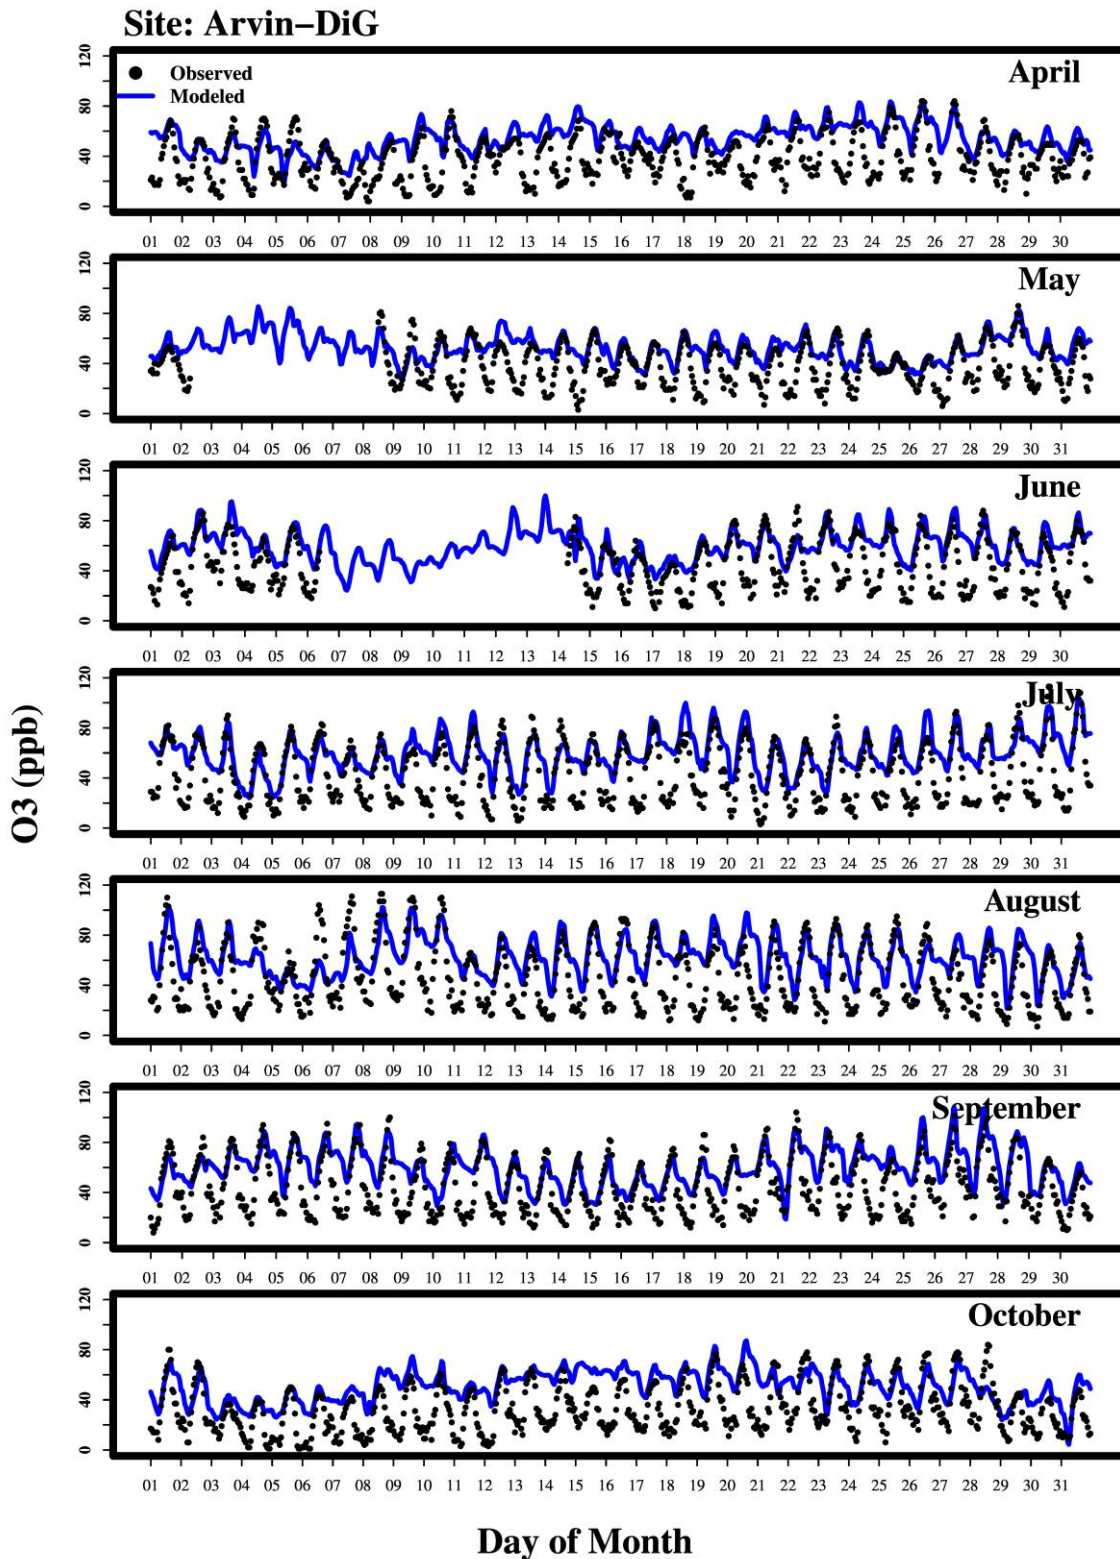 Site: Arvin−DiG
Observed
Modeled
April
0 40 80 120
01 02 03 04 05 06 07 08 09 10 11 12 13 14 15 16 17 18 19 20 21 22 23 24 25 26 27 28 29 30
May
0 40 80 120
01 02 03 04 05 06 07 08 09 10 11 12 13 14 15 16 17 18 19 20 21 22 23 24 25 26 27 28 29 30 31
June
0 40 80 120
01 02 03 04 05 06 07 08 09 10 11 12 13 14 15 16 17 18 19 20 21 22 23 24 25 26 27 28 29 30
July
0 40 80 120
01 02 03 04 05 06 07 08 09 10 11 12 13 14 15 16 17 18 19 20 21 22 23 24 25 26 27 28 29 30 31
August
0 40 80 120
01 02 03 04 05 06 07 08 09 10 11 12 13 14 15 16 17 18 19 20 21 22 23 24 25 26 27 28 29 30 31
September
0 40 80 120
01 02 03 04 05 06 07 08 09 10 11 12 13 14 15 16 17 18 19 20 21 22 23 24 25 26 27 28 29 30
October
0 40 80 120
01 02 03 04 05 06 07 08 09 10 11 12 13 14 15 16 17 18 19 20 21 22 23 24 25 26 27 28 29 30 31
O3 (ppb)
Day of Month